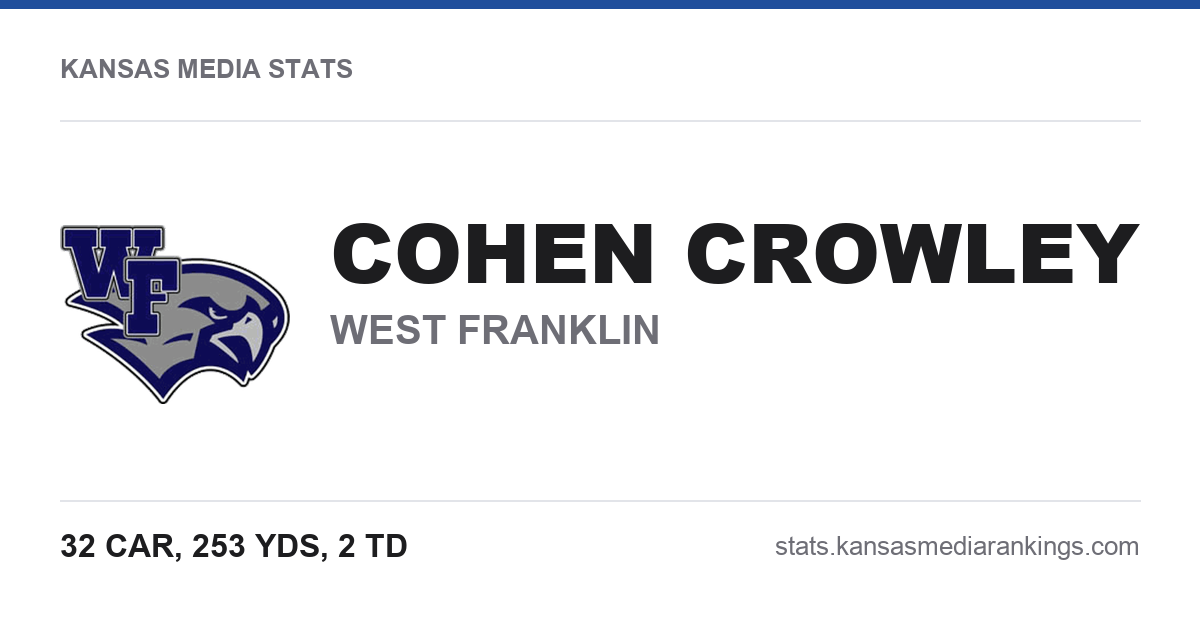 KANSAS MEDIA STATS
WF
COHEN CROWLEY
WEST FRANKLIN
32 CAR, 253 YDS, 2 TD
stats.kansasmediarankings.com